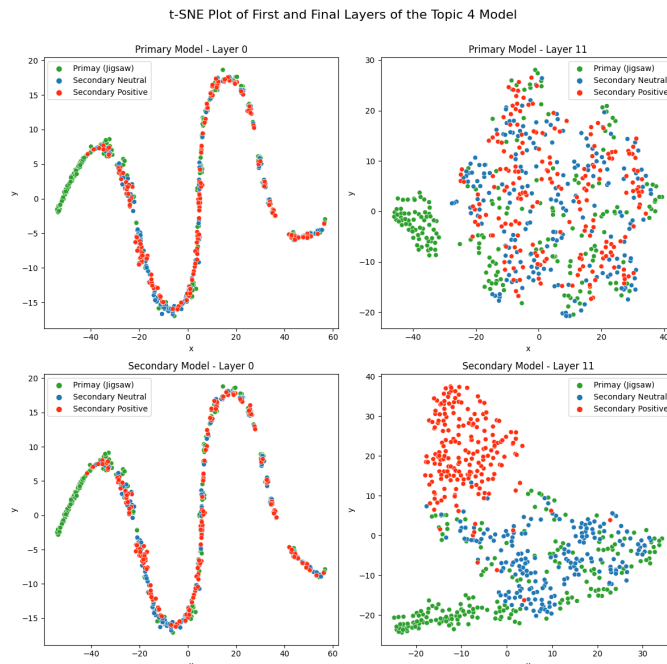 t-SNE Plot of First and Final Layers of the Topic 4 Model
Primary Model - Layer 0
Primay (Jigsaw)
Secondary Neutral
Secondary Positive
20
15
10
5
0
−5
−10
−15
y
−40
−20
0
20
40
60
x
Primary Model - Layer 11
Primay (Jigsaw)
Secondary Neutral
Secondary Positive
30
20
10
0
−10
−20
y
−40
−20
0
20
40
x
Secondary Model - Layer 0
Primay (Jigsaw)
Secondary Neutral
Secondary Positive
20
15
10
5
0
−5
−10
−15
y
−40
−20
0
20
40
60
Secondary Model - Layer 11
Primay (Jigsaw)
Secondary Neutral
Secondary Positive
40
30
20
10
0
−10
−20
y
−20
−10
0
10
20
30